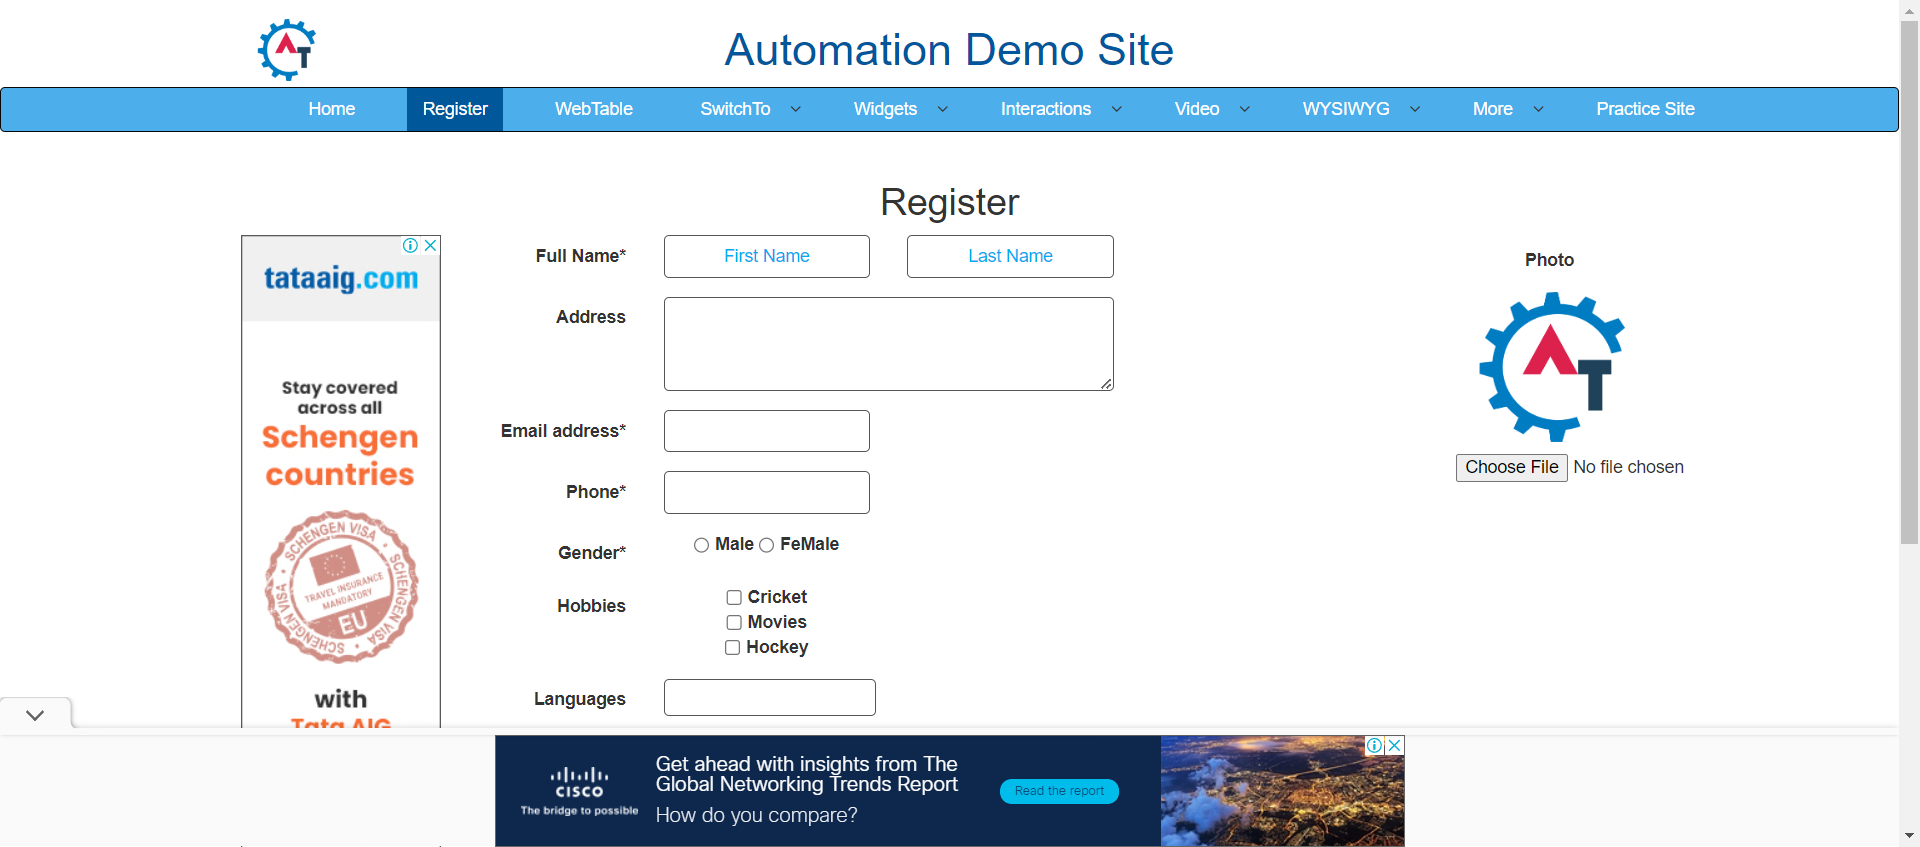 AT
Automation Demo Site
Home Register WebTable SwitchTo Widgets Interactions Video WYSIWYG More Practice Site
Register
tataaig.com
Stay covered
across all
Schengen
countries
SCHENGEN VISA
TRAVEL INSURANCE
MANDATORY
EU
with
Tata AIG
Full Name* First Name Last Name
Address
Email address*
Phone*
Gender* Male FeMale
Hobbies Cricket
Movies
Hockey
Languages
Photo
AT
Choose File No file chosen
CISCO
The bridge to possible
Get ahead with insights from The
Global Networking Trends Report
How do you compare?
Read the report